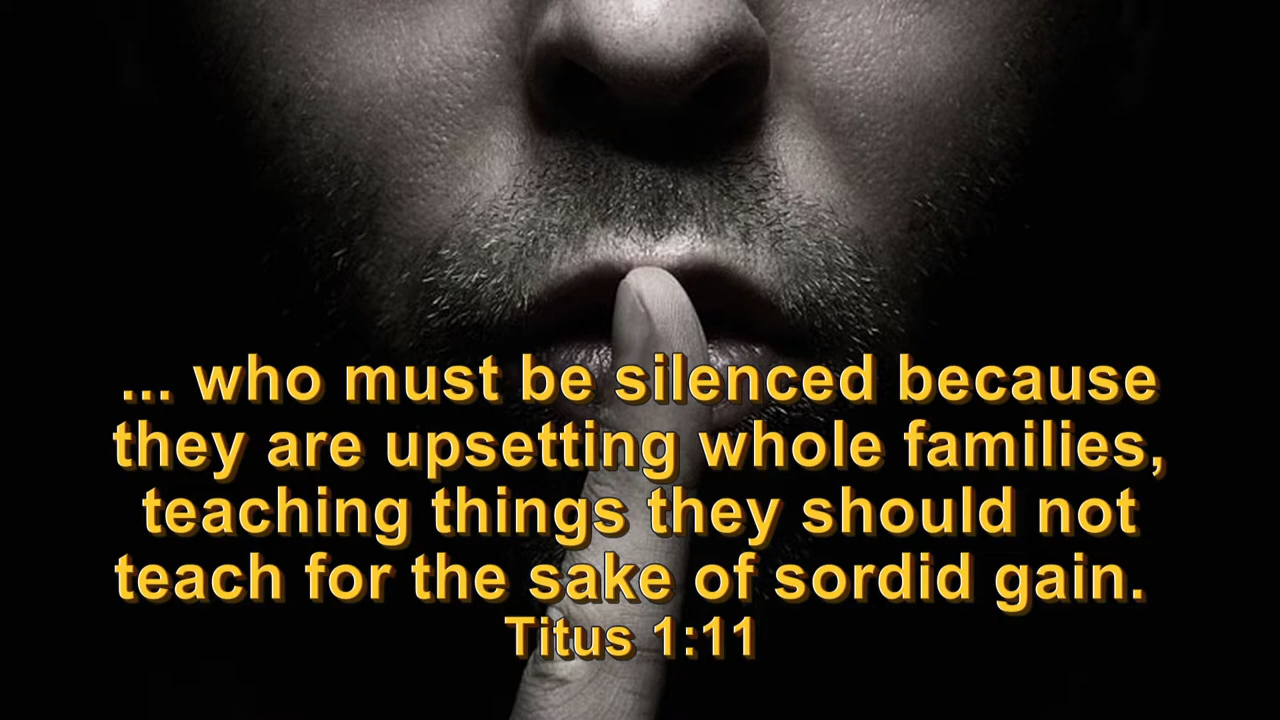 ... who must be silenced because
they are upsetting whole families,
teaching things they should not
teach for the sake of sordid gain.
Titus 1:11